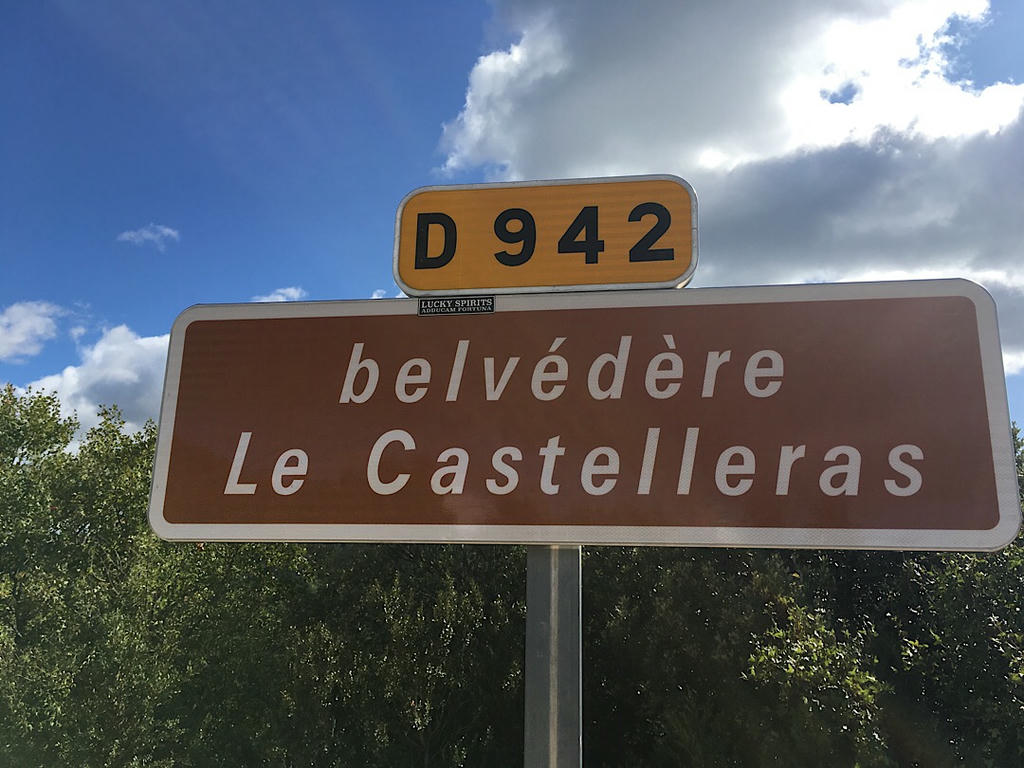 D 942
LUCKY SPIRITS
ADDUCAM FORTUNA
belvédère
Le Castelleras